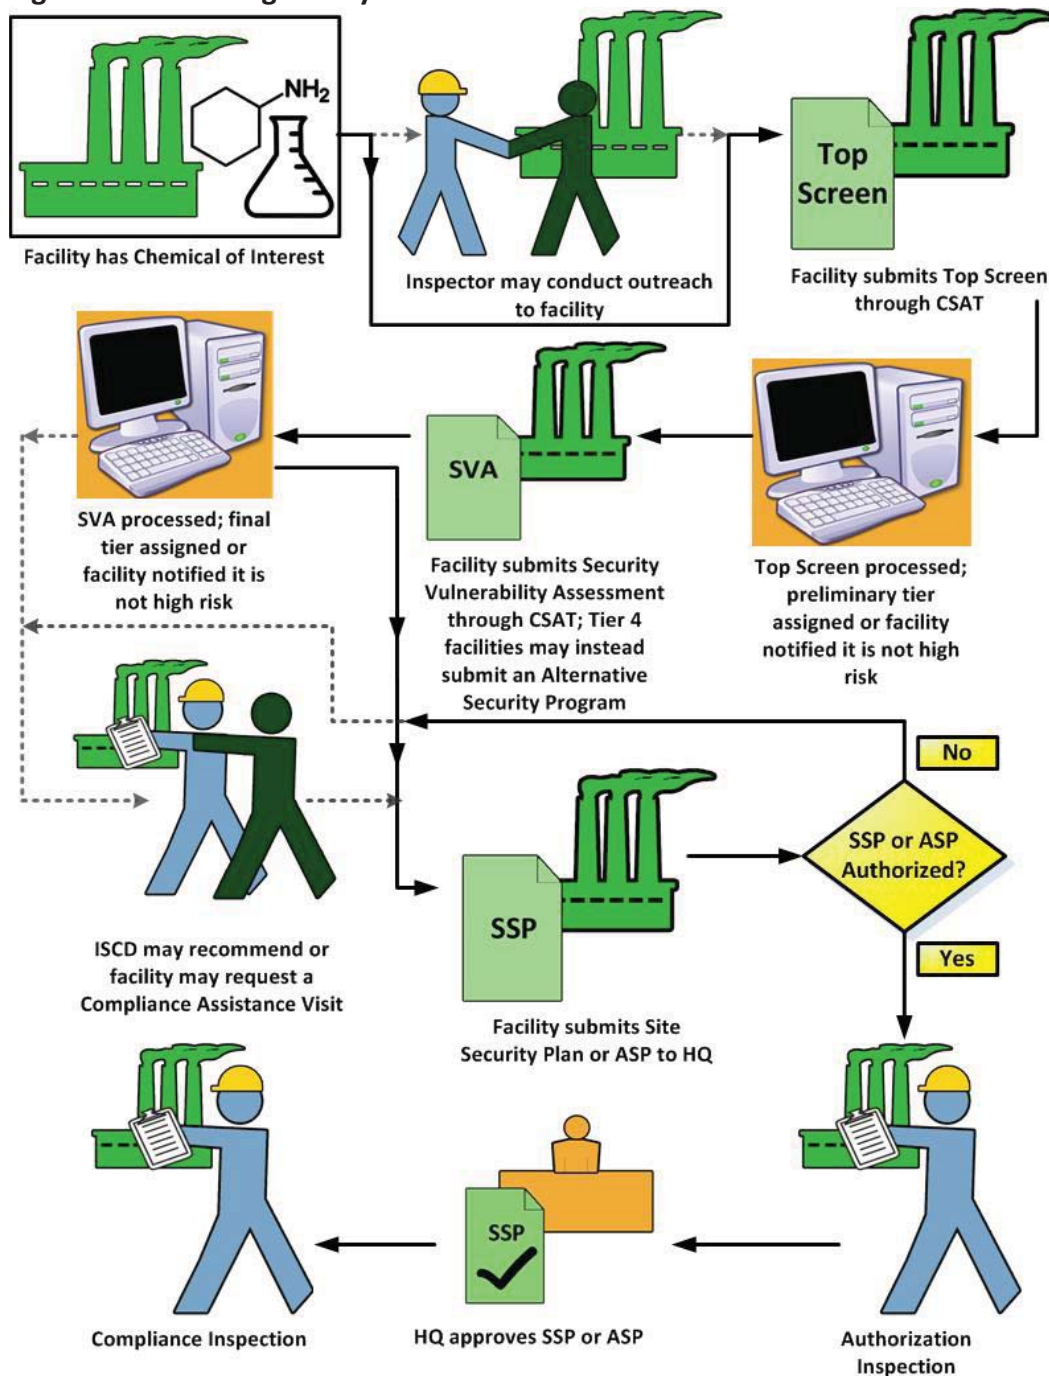 NH2
Top
Screen
Facility has Chemical of Interest
Inspector may conduct outreach
to facility
Facility submits Top Screen
through CSAT
SVA
SVA processed; final
tier assigned or
facility notified it is
not high risk
Facility submits Security
Vulnerability Assessment
through CSAT; Tier 4
facilities may instead
submit an Alternative
Security Program
Top Screen processed;
preliminary tier
assigned or facility
notified it is not high
risk
No
SSP or ASP
Authorized?
Yes
SSP
ISCD may recommend or
facility may request a
Compliance Assistance Visit
Facility submits Site
Security Plan or ASP to HQ
SSP
Compliance Inspection
HQ approves SSP or ASP
Authorization
Inspection